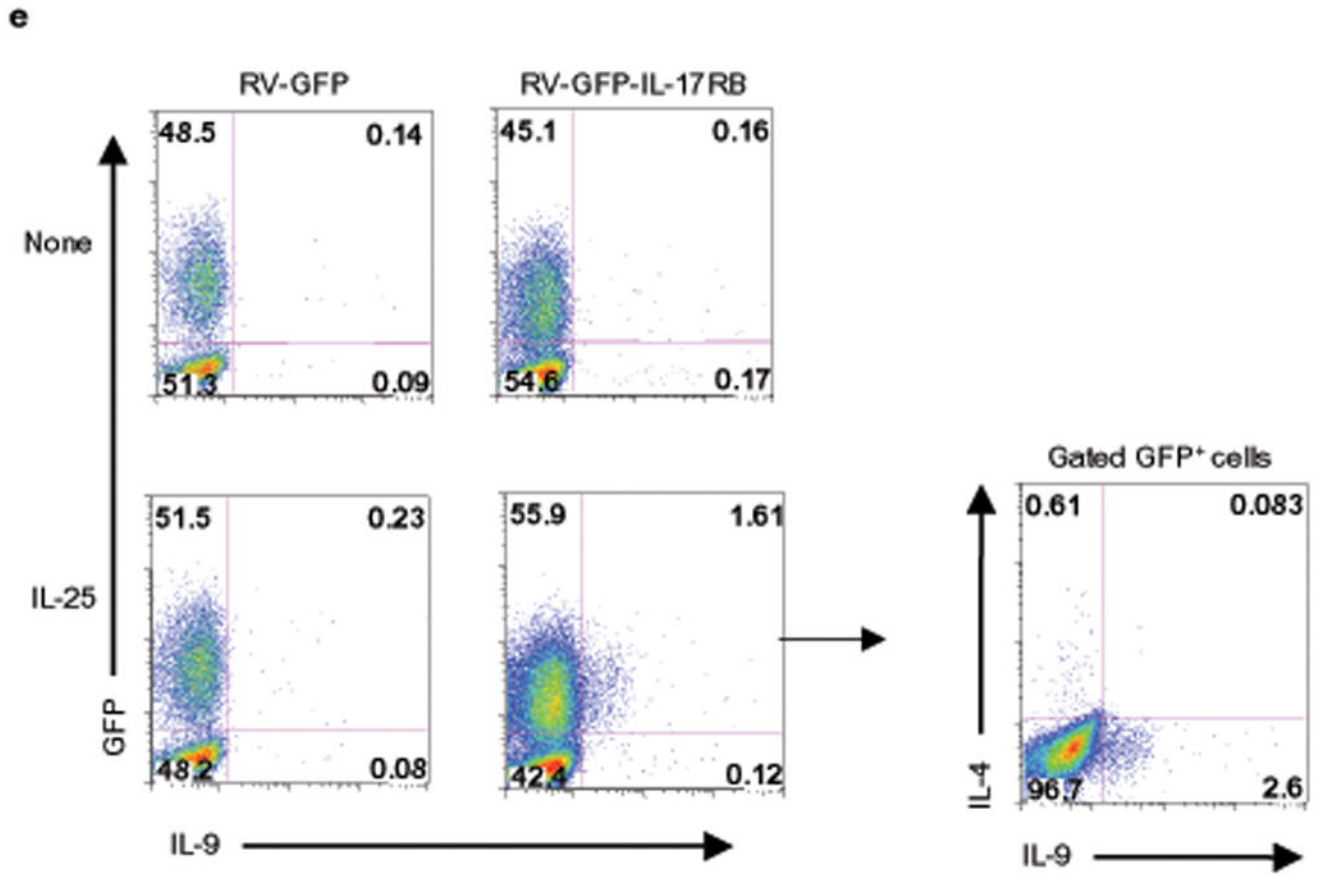 e
RV-GFP
RV-GFP-IL-17RB
48.5
0.14
45.1
0.16
None
51.3
0.09
54.6
0.17
Gated GFP⁺ cells
51.5
0.23
55.9
1.61
0.61
0.083
IL-25
GFP
48.2
0.08
42.4
0.12
IL-4
96.7
2.6
IL-9
IL-9